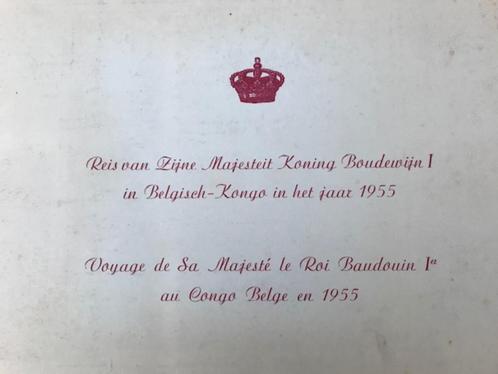 Reis van Zijne Majesteit Koning Boudewijn I
in Belgisch-Kongo in het jaar 1955
Voyage de Sa Majesté le Roi Baudouin Ier
au Congo Belge en 1955